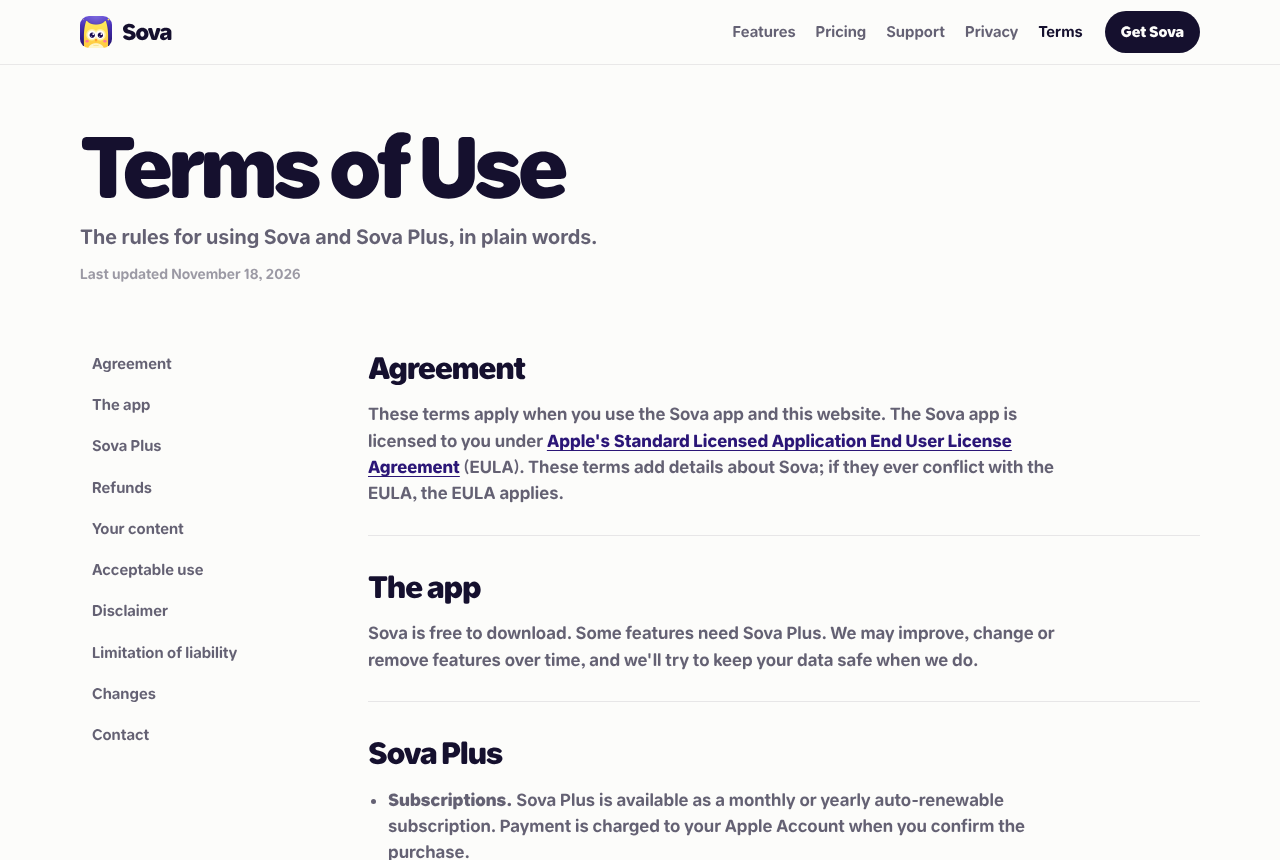 Sova
Features Pricing Support Privacy Terms Get Sova
Terms of Use
The rules for using Sova and Sova Plus, in plain words.
Last updated November 18, 2026
Agreement
The app
Sova Plus
Refunds
Your content
Acceptable use
Disclaimer
Limitation of liability
Changes
Contact
Agreement
These terms apply when you use the Sova app and this website. The Sova app is
licensed to you under Apple's Standard Licensed Application End User License
Agreement (EULA). These terms add details about Sova; if they ever conflict with the
EULA, the EULA applies.
The app
Sova is free to download. Some features need Sova Plus. We may improve, change or
remove features over time, and we'll try to keep your data safe when we do.
Sova Plus
• Subscriptions. Sova Plus is available as a monthly or yearly auto-renewable
subscription. Payment is charged to your Apple Account when you confirm the
purchase.